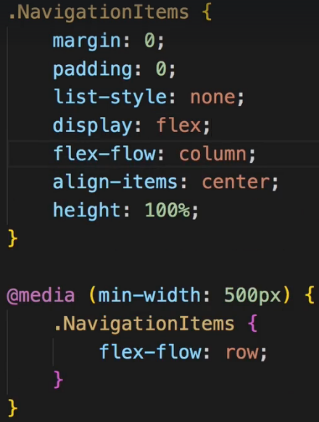 .NavigationItems {
    margin: 0;
    padding: 0;
    list-style: none;
    display: flex;
    flex-flow: column;
    align-items: center;
    height: 100%;
}

@media (min-width: 500px) {
    .NavigationItems {
        flex-flow: row;
    }
}